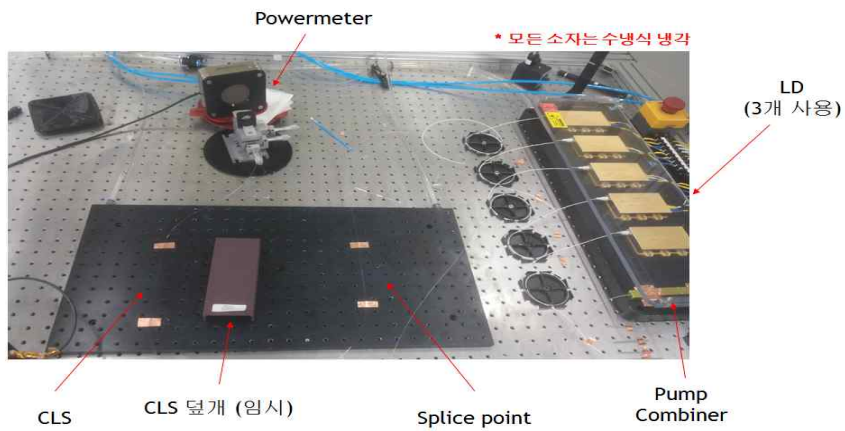 Powermeter
* 모든 소자는 수냉식 냉각
LD
(3개 사용)
CLS
CLS 덮개 (임시)
Splice point
Pump
Combiner